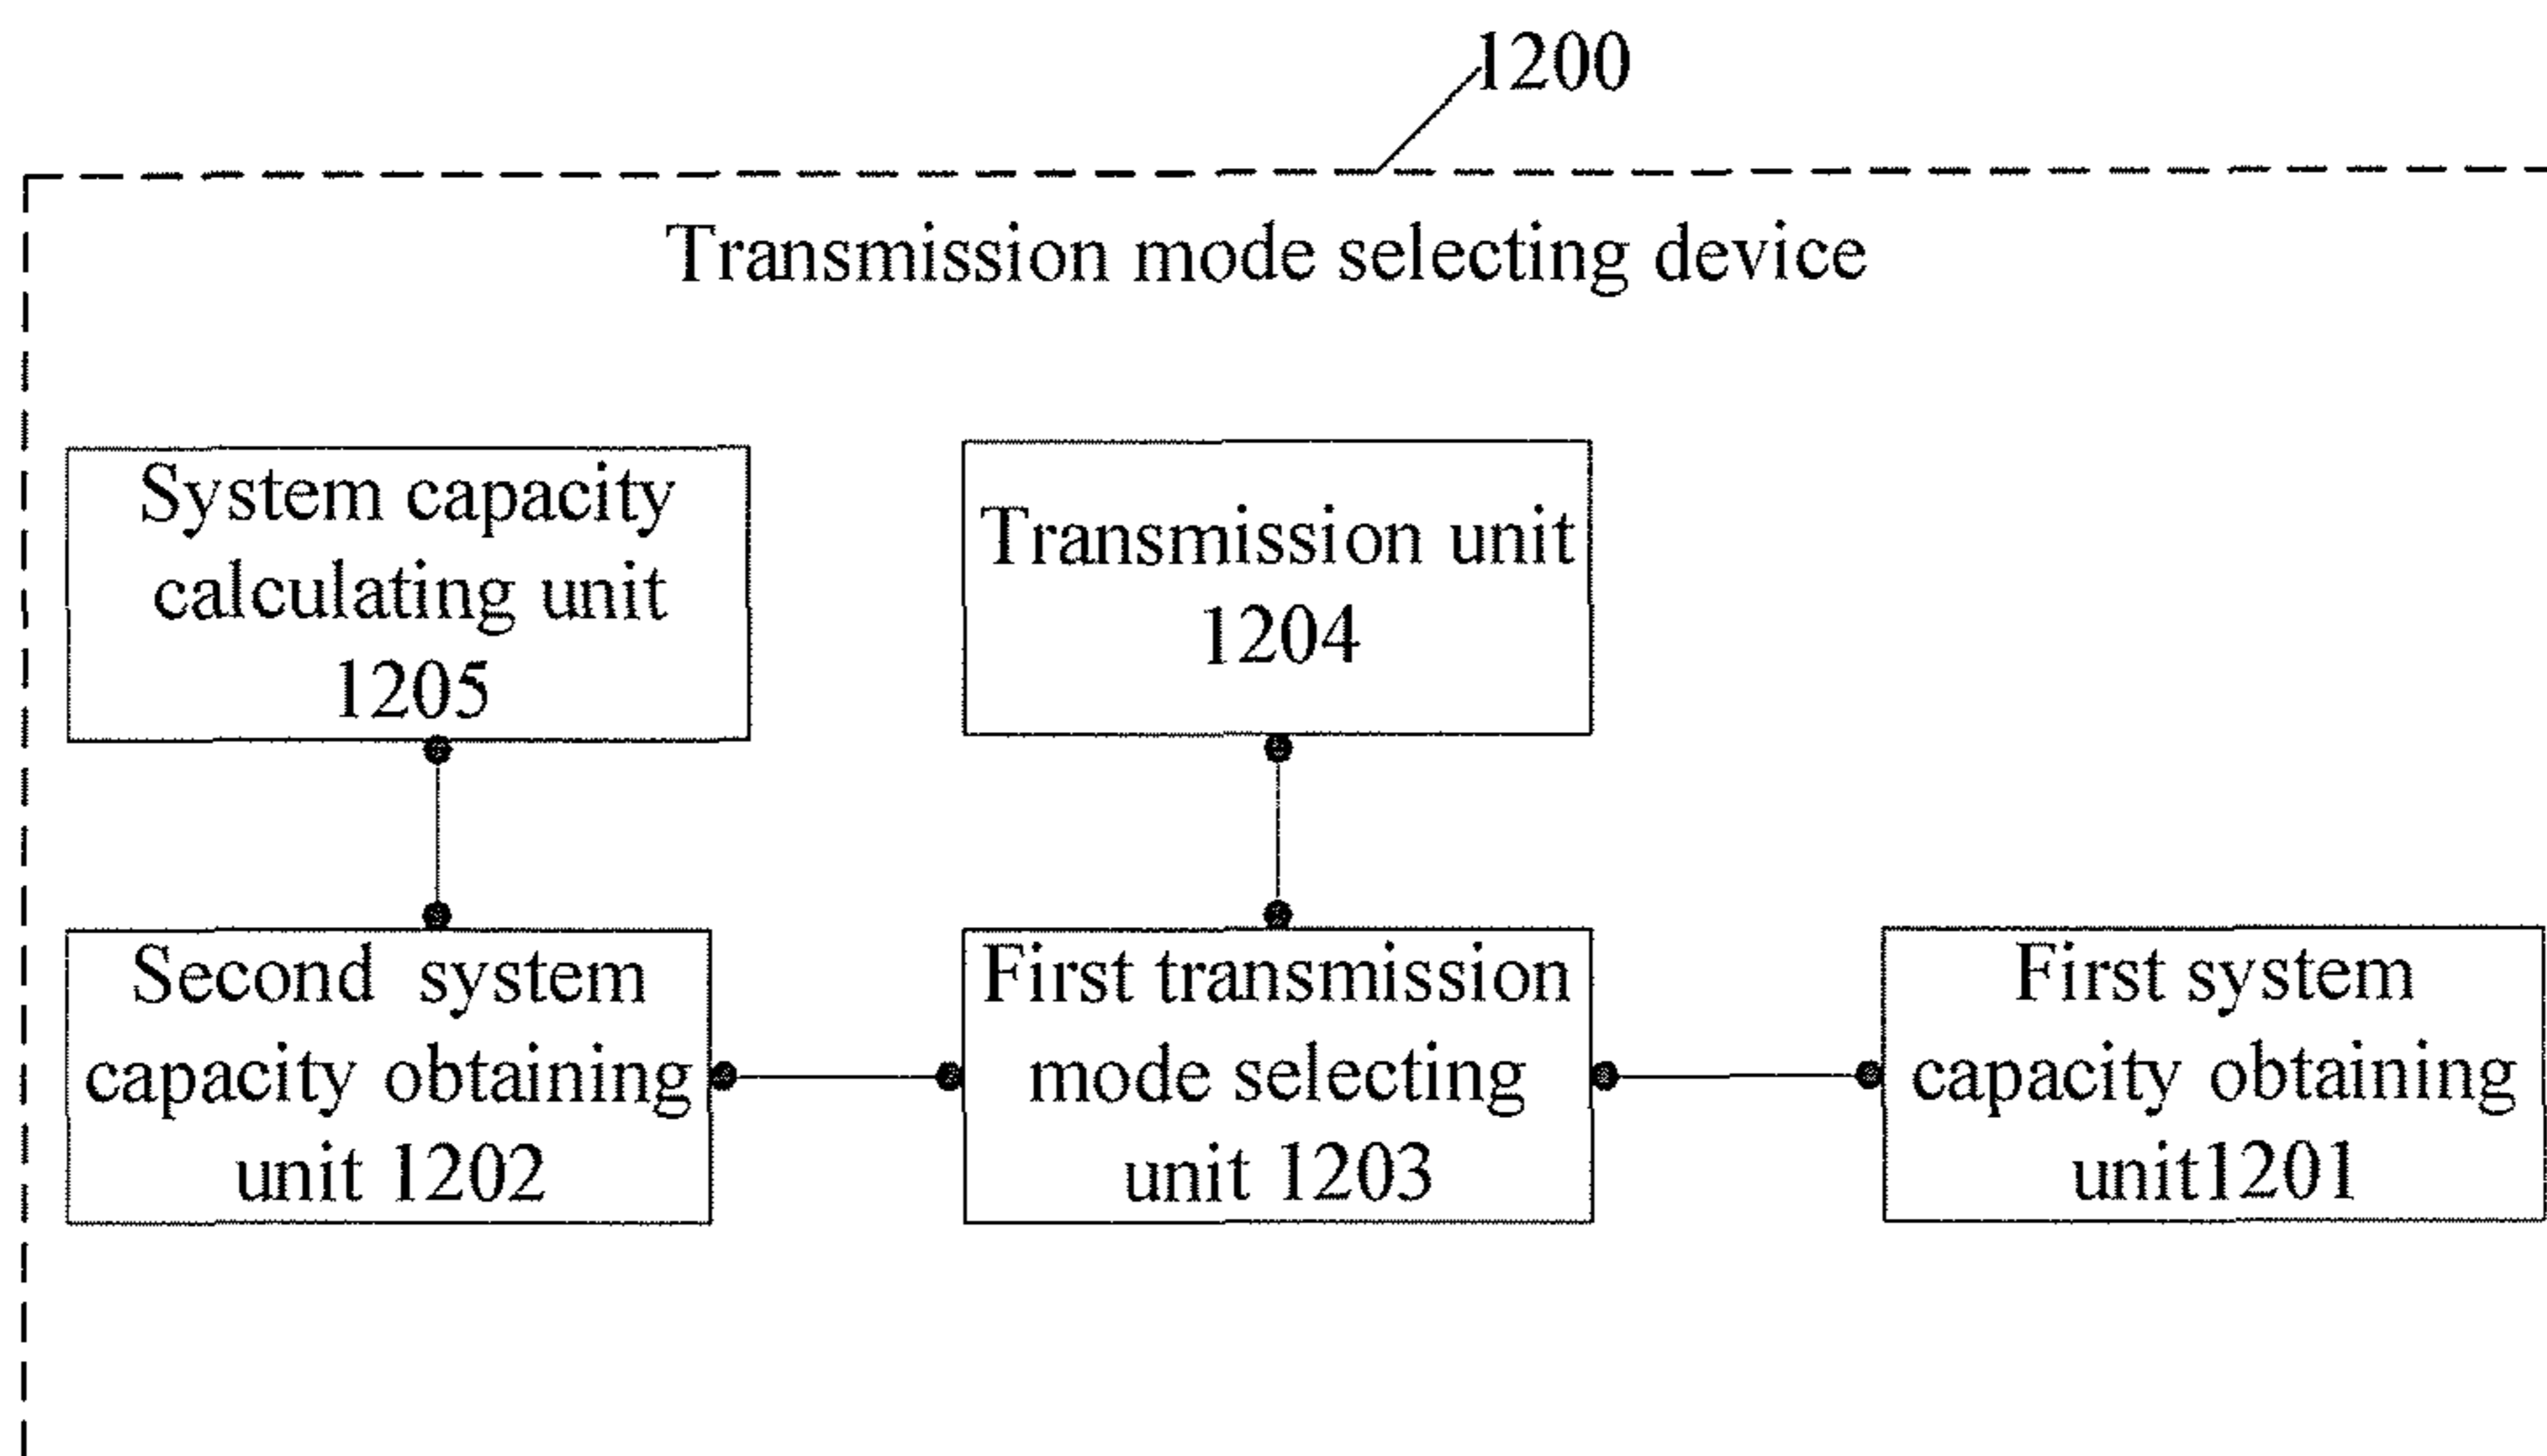 1200
Transmission mode selecting device
System capacity
calculating unit
1205
Transmission unit
1204
Second system
capacity obtaining
unit 1202
First transmission
mode selecting
unit 1203
First system
capacity obtaining
unit1201